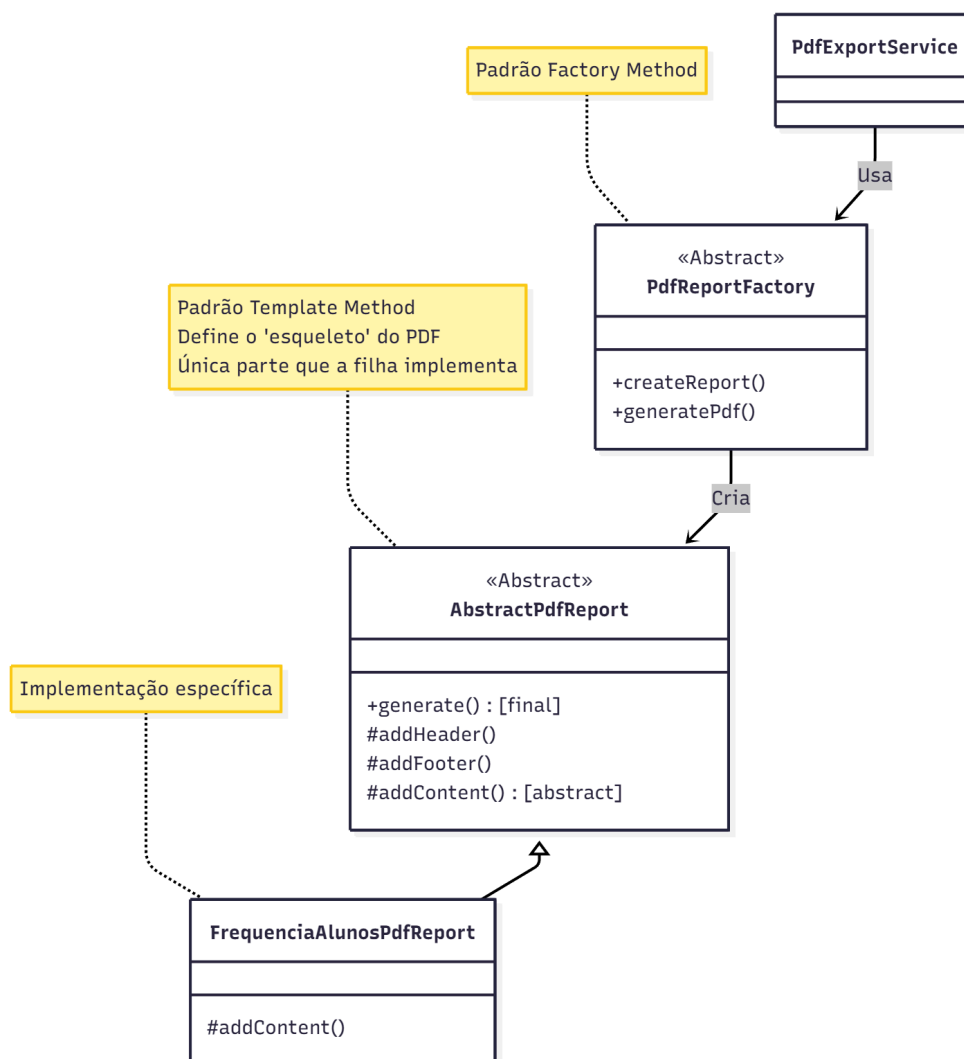 PdfExportService
Padrão Factory Method
Usa
«Abstract»
PdfReportFactory
+createReport()
+generatePdf()
Padrão Template Method
Define o 'esqueleto' do PDF
Única parte que a filha implementa
Cria
«Abstract»
AbstractPdfReport
+generate() : [final]
#addHeader()
#addFooter()
#addContent() : [abstract]
Implementação específica
FrequenciaAlunosPdfReport
#addContent()